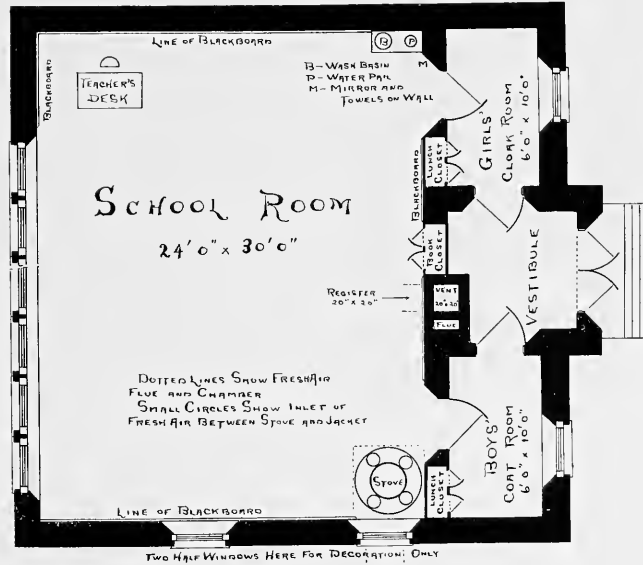 LINE OF BLACKBOARD
B P
BLACKBOARD
TEACHER'S
DESK
B-WASH BASIN
P-WATER PAIL
M-MIRROR AND
TOWELS ON WALL
M
GIRLS'
CLOAK ROOM
6'0" x 10'0"
LUNCH
CLOSET
BLACKBOARD
SCHOOL ROOM
24'0" x 30'0"
BOOK
CLOSET
VESTIBULE
REGISTER
20" x 20"
VENT
20"x20"
FLUE
DOTTED LINES SHOW FRESH AIR
FLUE AND CHAMBER
SMALL CIRCLES SHOW INLET OF
FRESH AIR BETWEEN STOVE AND JACKET
BOYS'
COAT ROOM
6'0" x 10'0"
STOVE
LUNCH
CLOSET
LINE OF BLACKBOARD
TWO HALF WINDOWS HERE FOR DECORATION ONLY